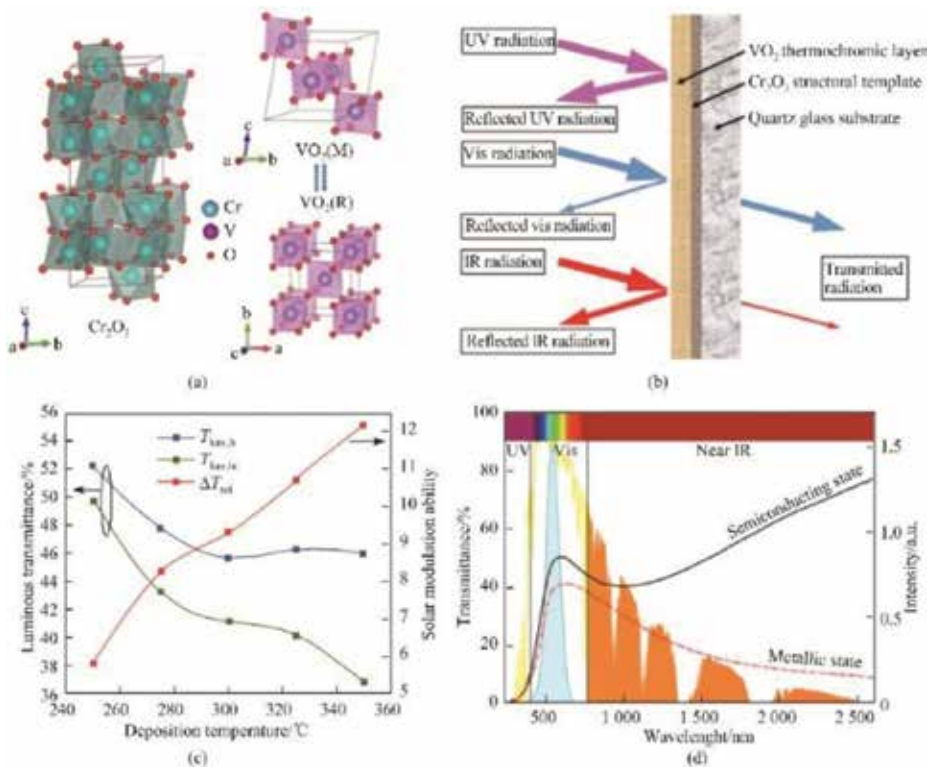 Cr
V
O
VO₂(M)
VO₂(R)
Cr₂O₃
c
b
a
c
b
a
b
a
c
(a)
UV radiation
Reflected UV radiation
Vis radiation
Reflected vis radiation
IR radiation
Reflected IR radiation
VO₂ thermochromic layer
Cr₂O₃ structural template
Quartz glass substrate
Transmitted
radiation
(b)
Luminous transmittance/%
56
54
52
50
48
46
44
42
40
38
36
240 260 280 300 320 340 360
Deposition temperature/℃
12
11
10
9
8
7
6
5
Solar modulation ability
(c)
UV
Vis
Near IR
Semiconducting state
Metallic state
Transmittance/%
100
80
60
40
20
0
500 1 000 1 500 2 000 2 500
Wavelenght/nm
1.5
1.0
0.5
0
Intensity/a.u.
(d)